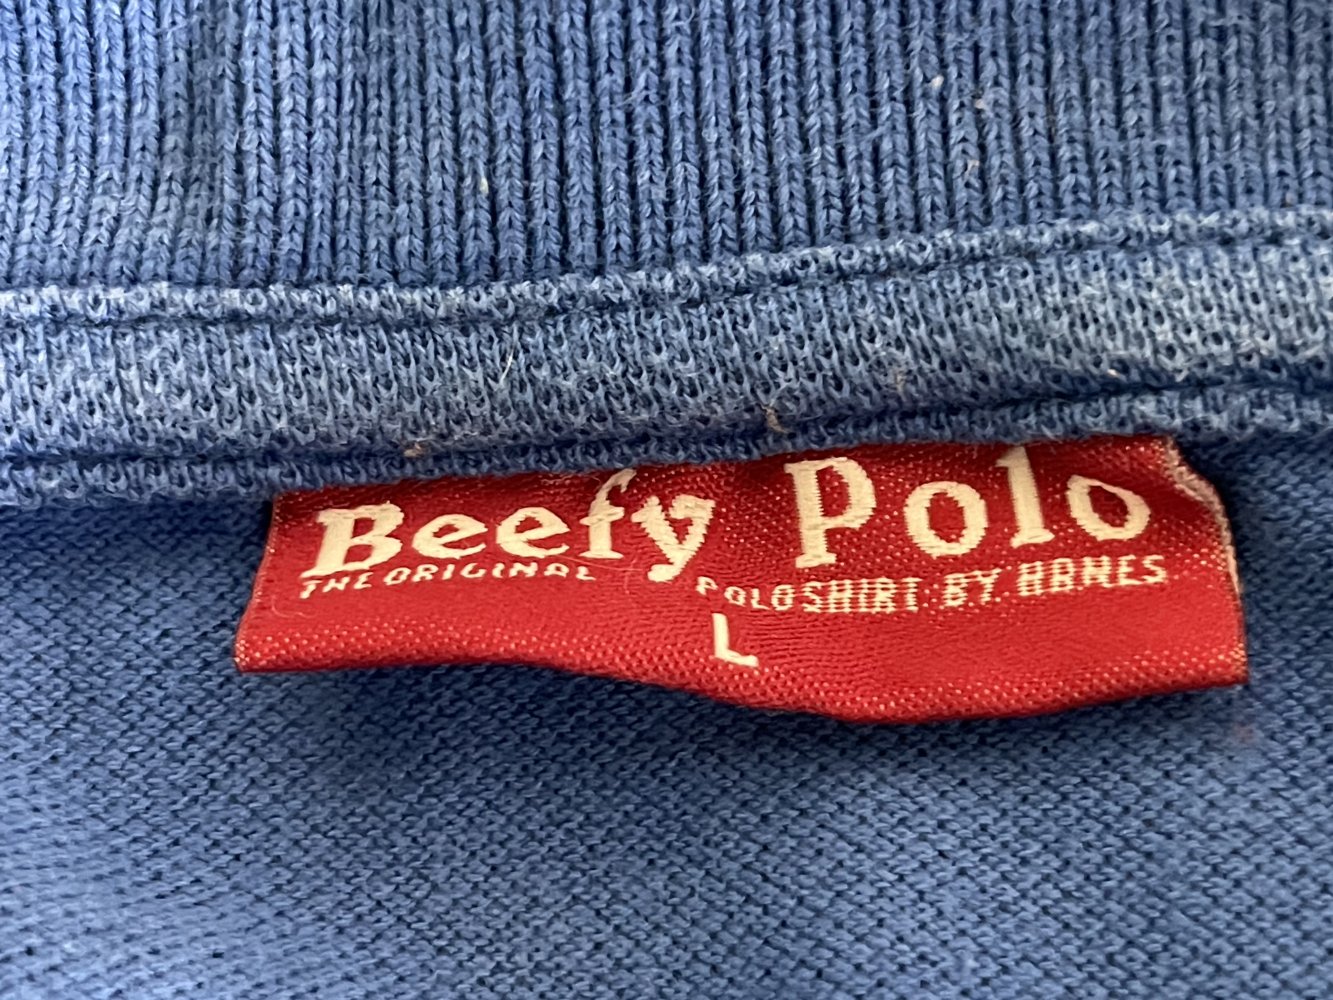 Beefy Polo
THE ORIGINAL POLOSHIRT BY HANES
L